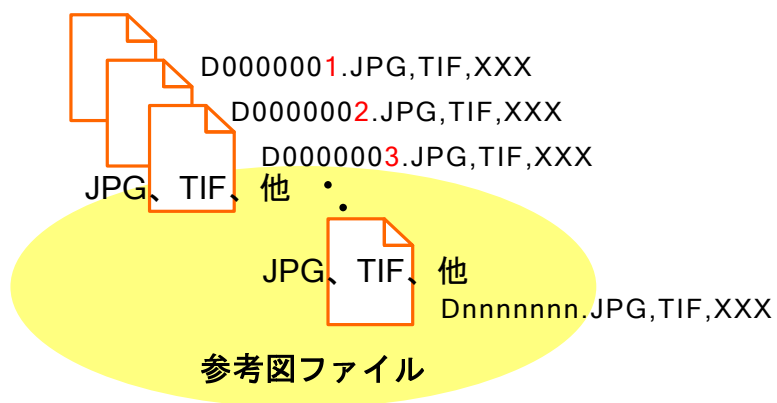 D0000001.JPG,TIF,XXX
D0000002.JPG,TIF,XXX
D0000003.JPG,TIF,XXX
JPG、TIF、他
JPG、TIF、他
Dnnnnnnn.JPG,TIF,XXX
参考図ファイル